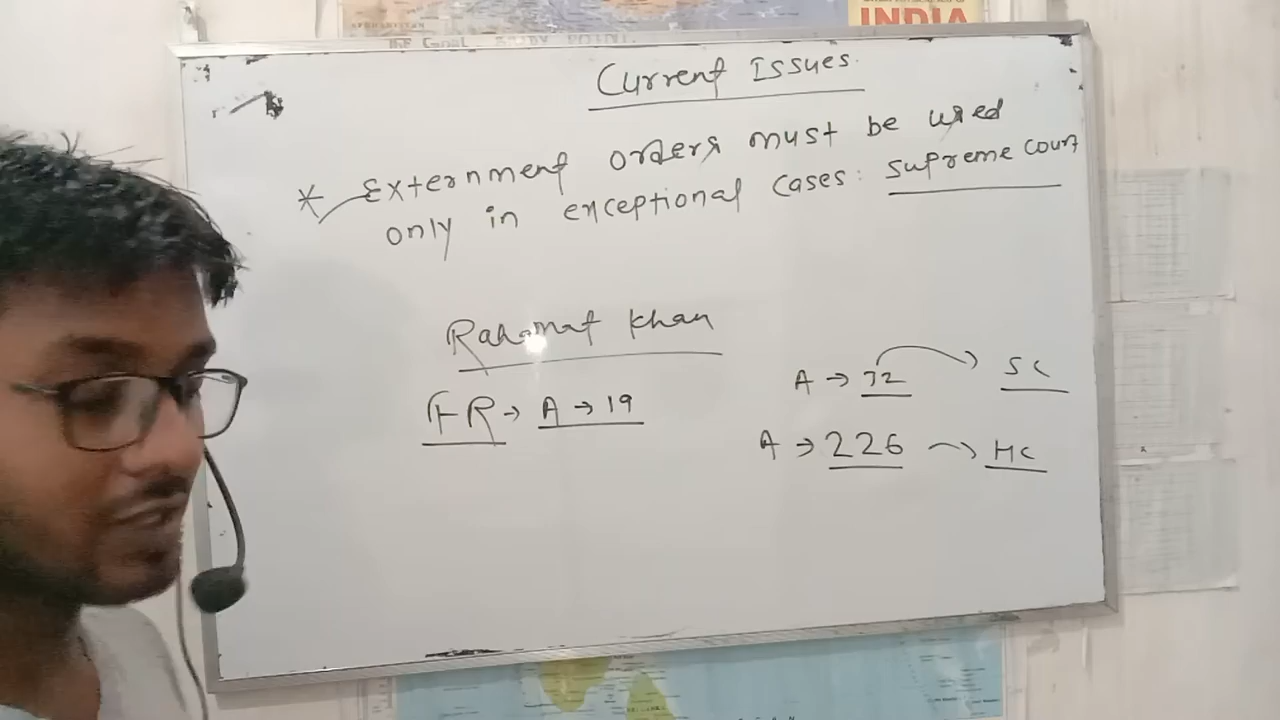 INDIA
Current Issues.
* Externment orders must be used
only in exceptional cases: Supreme Court
Rahamat Khan
FR → A → 19
A → 32 → SC
A → 226 → HC